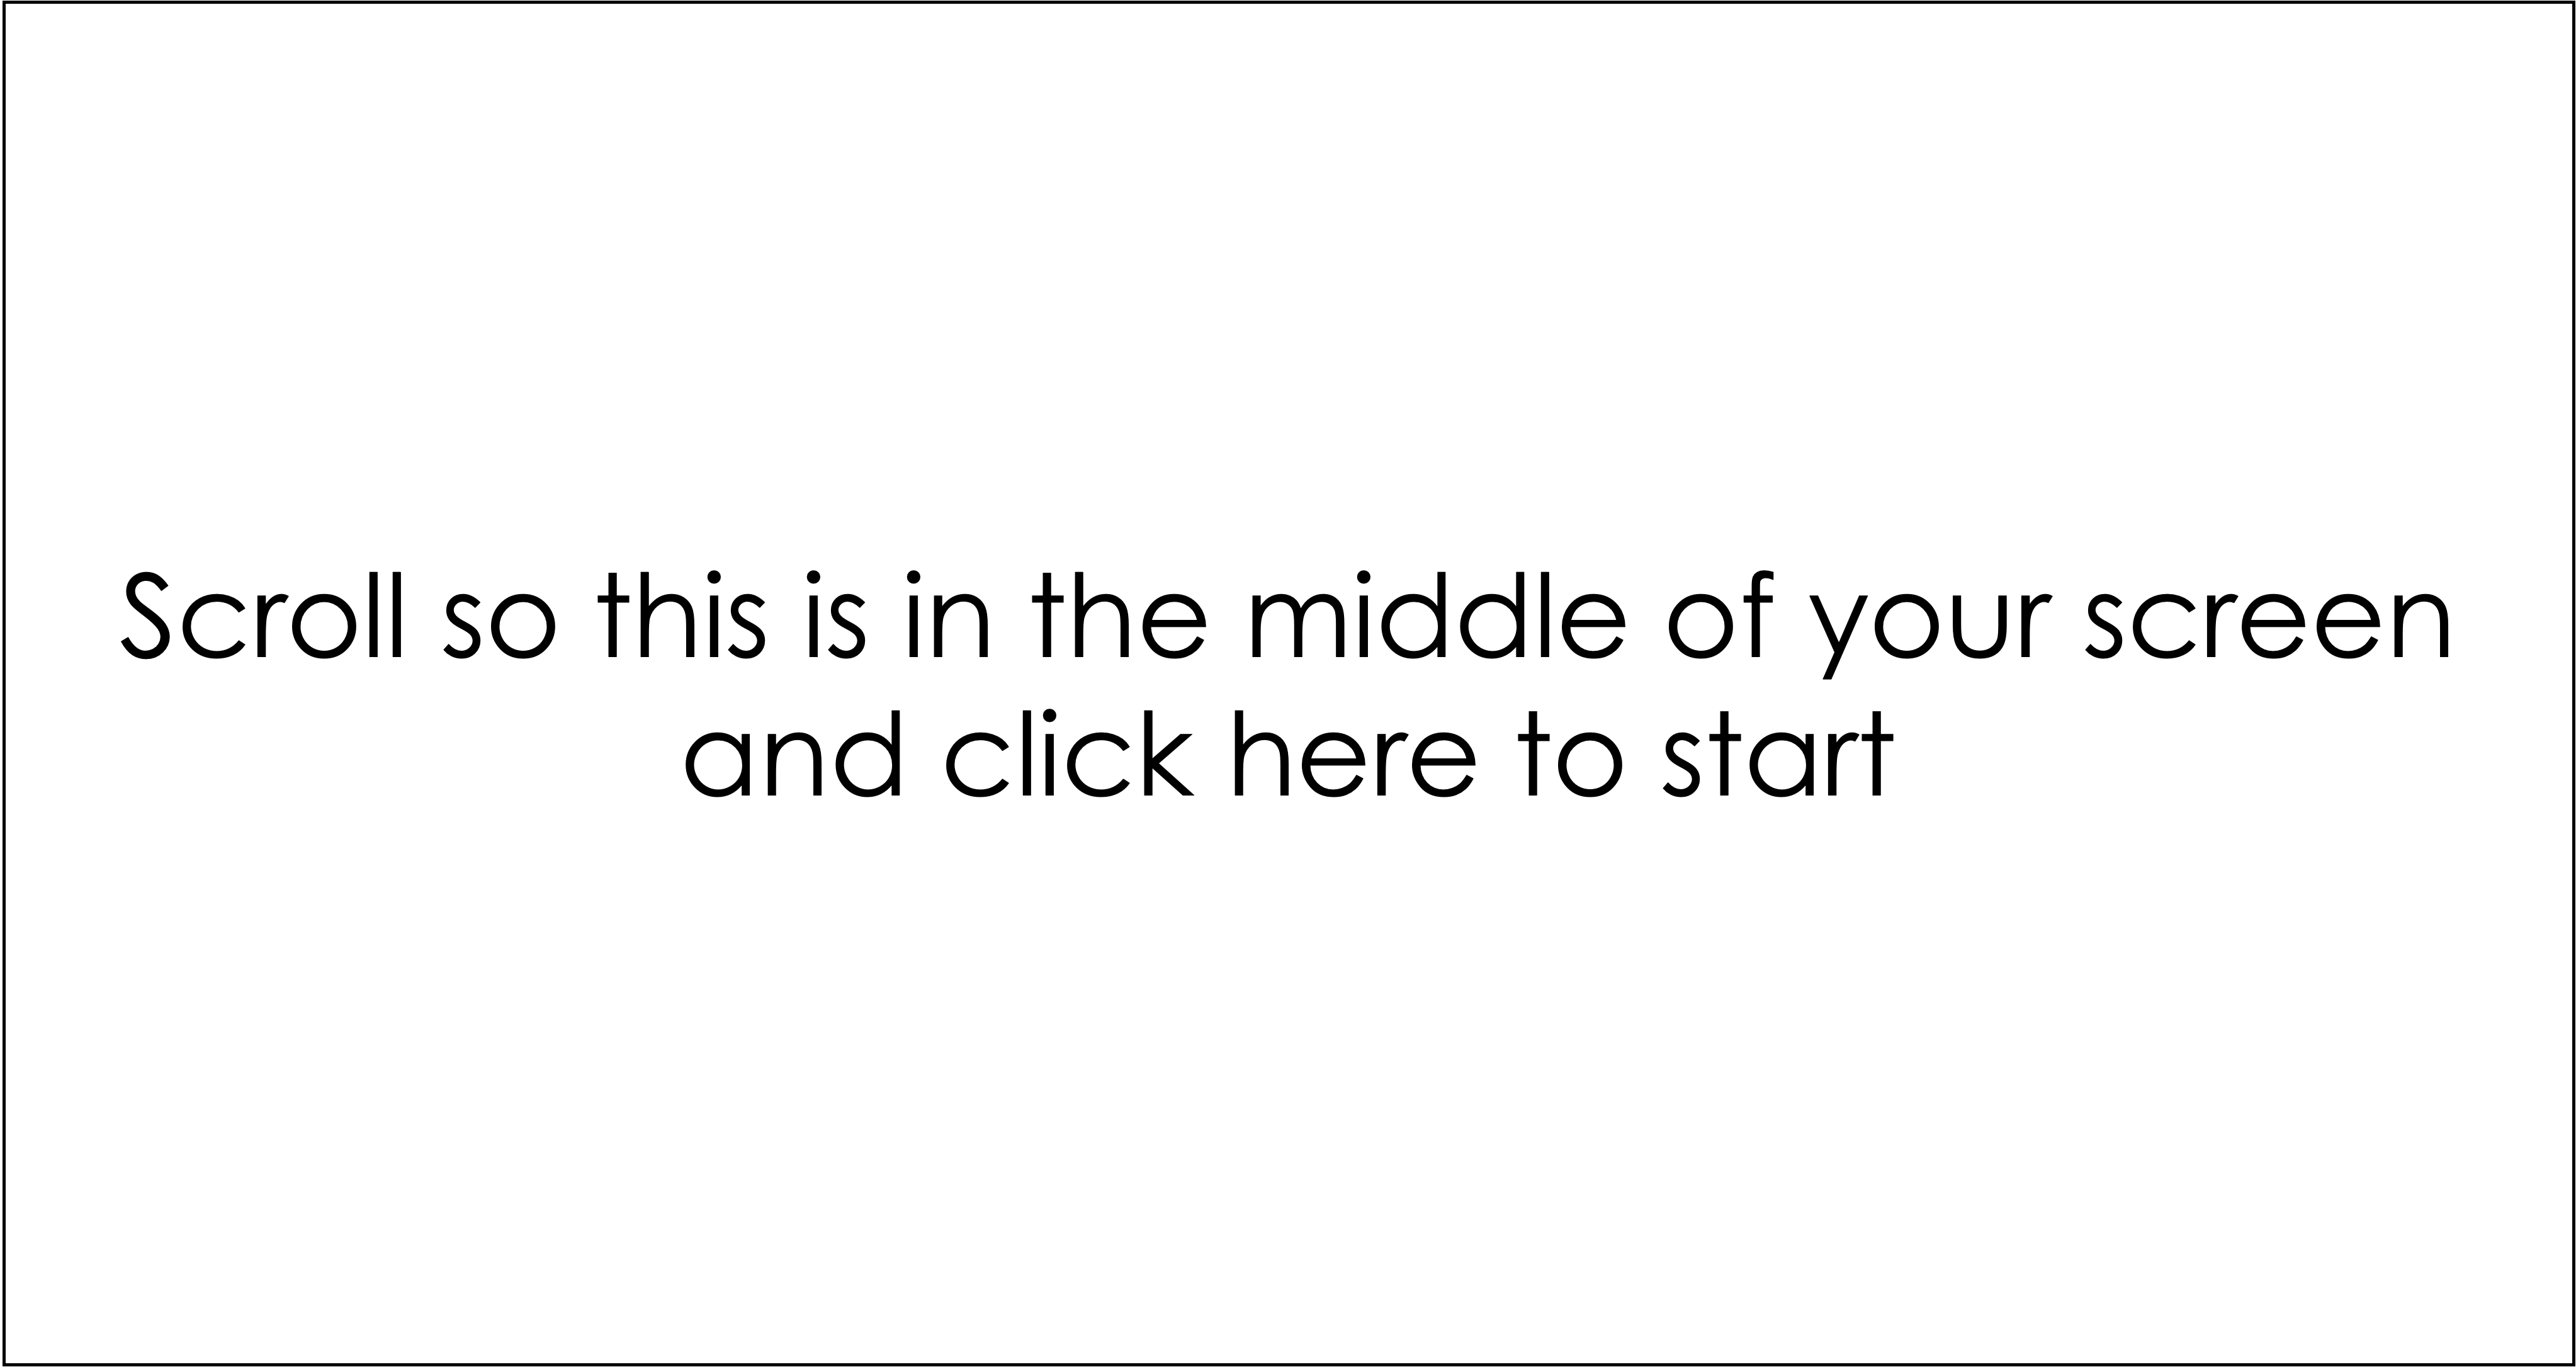 Scroll so this is in the middle of your screen
and click here to start